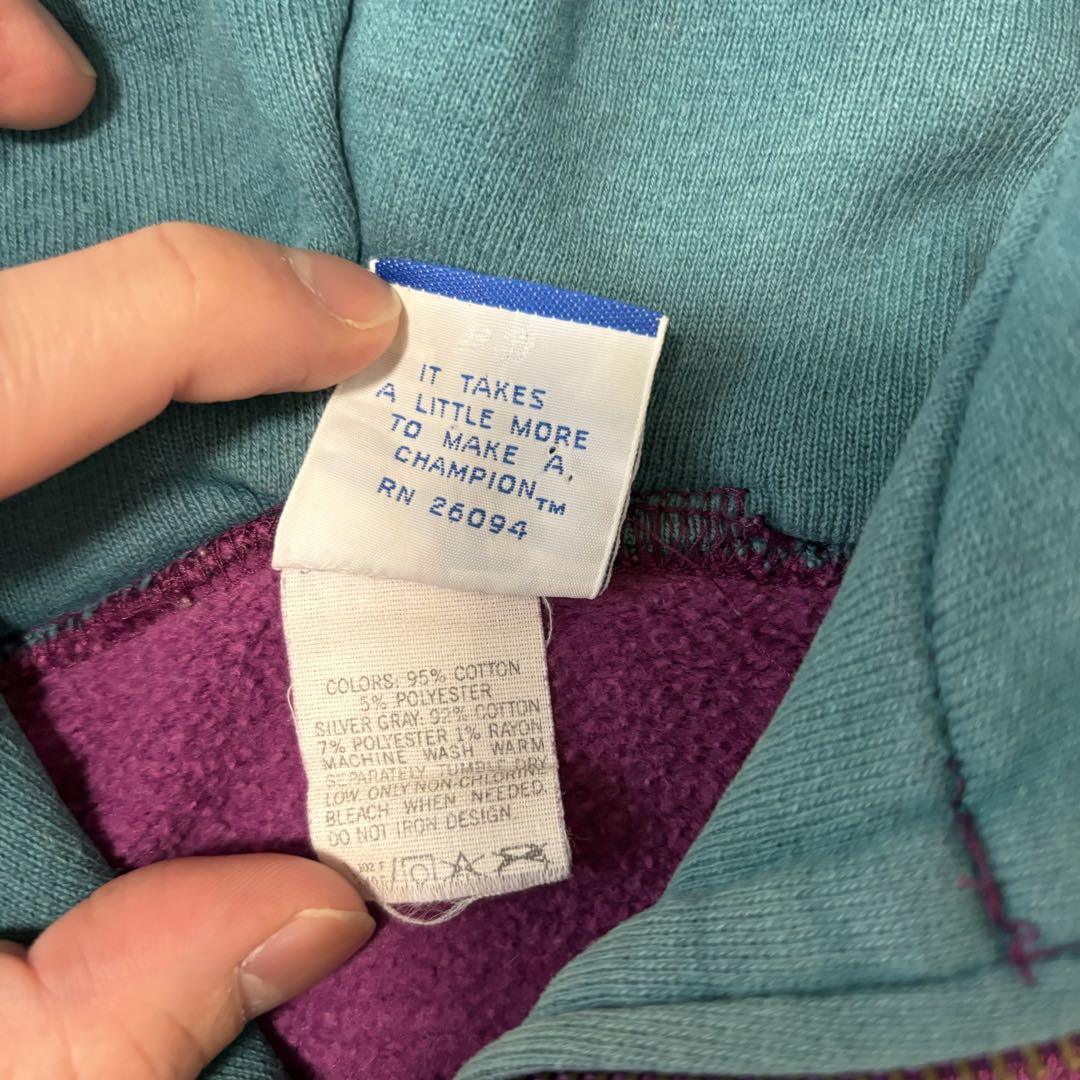 IT TAKES
A LITTLE MORE
TO MAKE A
CHAMPION™
RN 26094
COLORS: 95% COTTON
5% POLYESTER
SILVER GRAY: 92% COTTON
7% POLYESTER 1% RAYON
MACHINE WASH WARM
SEPARATELY TUMBLE DRY
LOW. ONLY NON-CHLORINE
BLEACH WHEN NEEDED.
DO NOT IRON DESIGN.